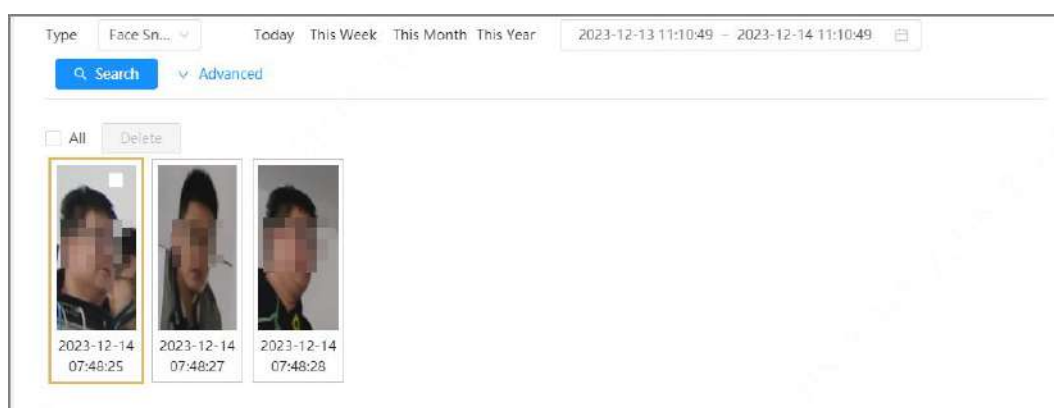 Type Face Sn... Today This Week This Month This Year 2023-12-13 11:10:49 – 2023-12-14 11:10:49
Search Advanced
All Delete
2023-12-14 2023-12-14 2023-12-14
07:48:25 07:48:27 07:48:28